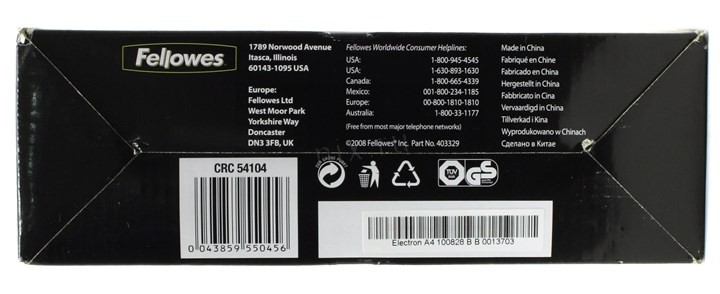 Fellowes
1789 Norwood Avenue
Itasca, Illinois
60143-1095 USA
Europe:
Fellowes Ltd
West Moor Park
Yorkshire Way
Doncaster
DN3 3FB, UK
Fellowes Worldwide Consumer Helplines:
USA: 1-800-945-4545
USA: 1-630-893-1630
Canada: 1-800-665-4339
Mexico: 001-800-234-1185
Europe: 00-800-1810-1810
Australia: 1-800-33-1177
(Free from most major telephone networks)
©2008 Fellowes® Inc. Part No. 403329
Made in China
Fabriqué en Chine
Fabricado en China
Hergestellt in China
Fabbricato in Cina
Vervaardigd in China
Tillverkad i Kina
Wyprodukowano w Chinach
Сделано в Китае
CRC 54104
0 043859 550456
TUV
GS
Electron A4 100828 B B 0013703